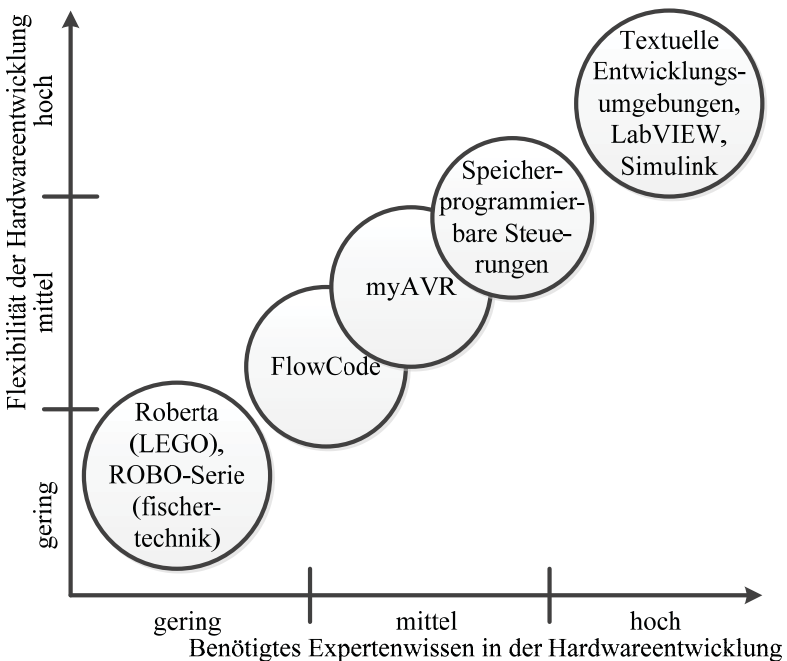 Flexibilität der Hardwareentwicklung
hoch
mittel
gering
Textuelle
Entwicklungs-
umgebungen,
LabVIEW,
Simulink
Speicher-
programmier-
bare Steue-
rungen
myAVR
FlowCode
Roberta
(LEGO),
ROBO-Serie
(fischer-
technik)
gering
mittel
hoch
Benötigtes Expertenwissen in der Hardwareentwicklung